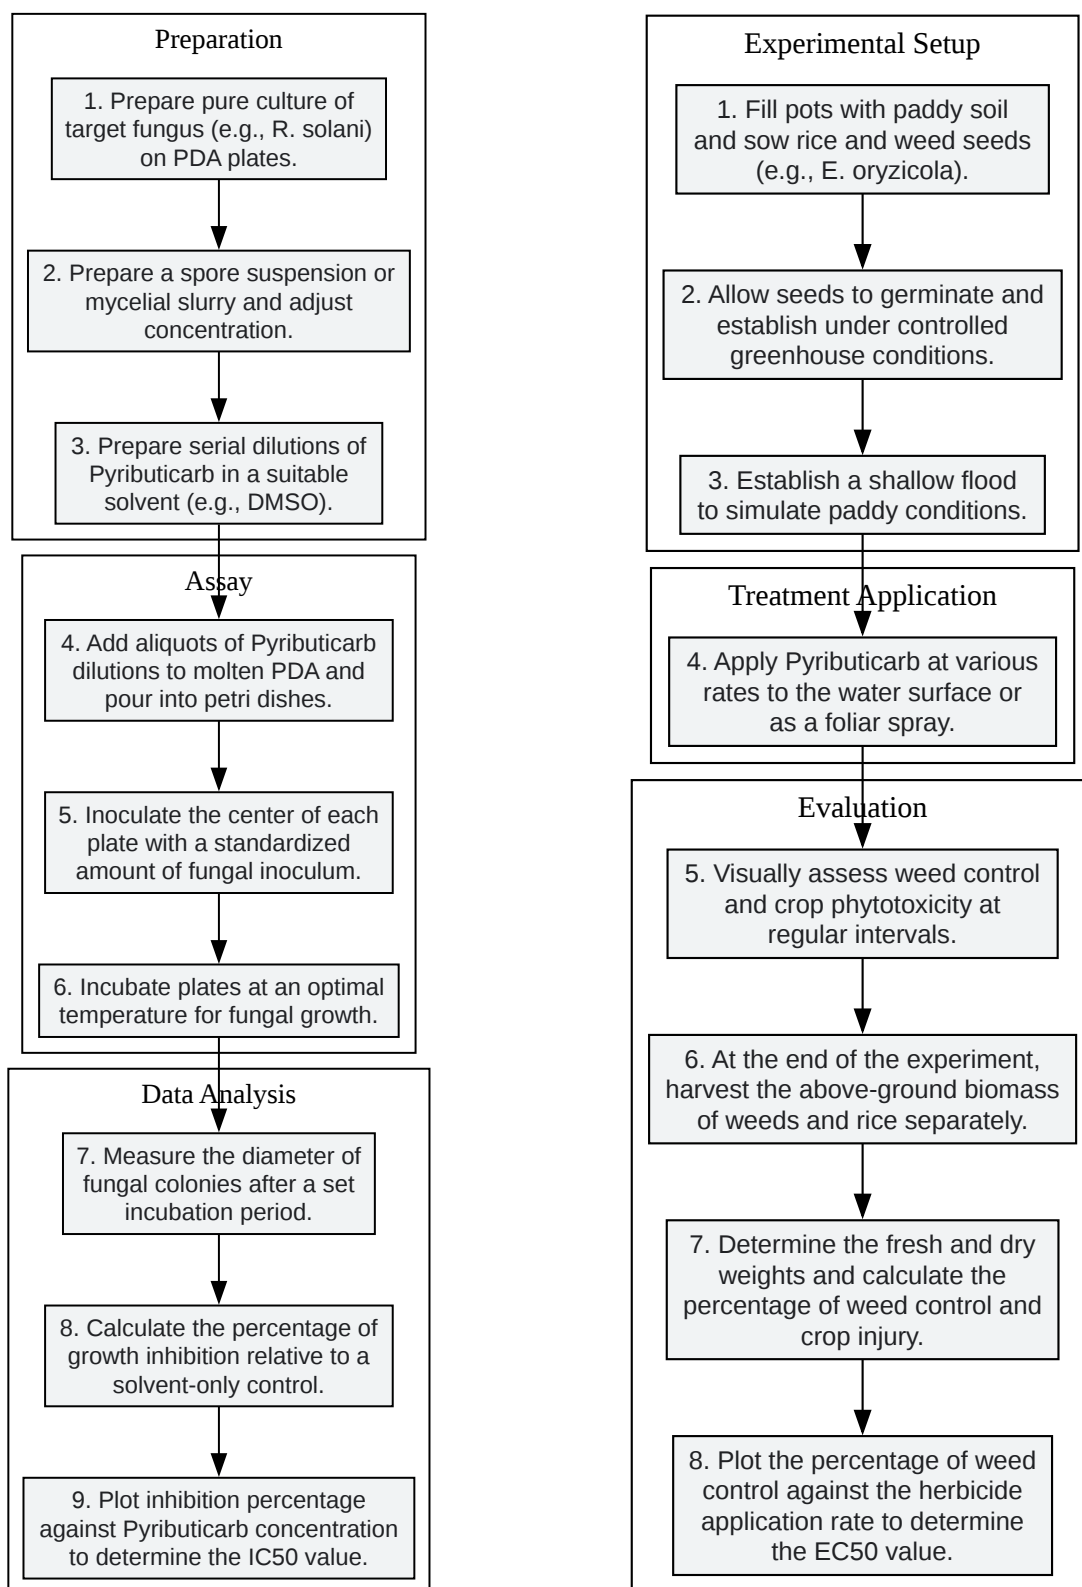 Preparation
1. Prepare pure culture of
target fungus (e.g., R. solani)
on PDA plates.
2. Prepare a spore suspension or
mycelial slurry and adjust
concentration.
3. Prepare serial dilutions of
Pyributicarb in a suitable
solvent (e.g., DMSO).
Assay
4. Add aliquots of Pyributicarb
dilutions to molten PDA and
pour into petri dishes.
5. Inoculate the center of each
plate with a standardized
amount of fungal inoculum.
6. Incubate plates at an optimal
temperature for fungal growth.
Data Analysis
7. Measure the diameter of
fungal colonies after a set
incubation period.
8. Calculate the percentage of
growth inhibition relative to a
solvent-only control.
9. Plot inhibition percentage
against Pyributicarb concentration
to determine the IC50 value.
Experimental Setup
1. Fill pots with paddy soil
and sow rice and weed seeds
(e.g., E. oryzicola).
2. Allow seeds to germinate and
establish under controlled
greenhouse conditions.
3. Establish a shallow flood
to simulate paddy conditions.
Treatment Application
4. Apply Pyributicarb at various
rates to the water surface or
as a foliar spray.
Evaluation
5. Visually assess weed control
and crop phytotoxicity at
regular intervals.
6. At the end of the experiment,
harvest the above-ground biomass
of weeds and rice separately.
7. Determine the fresh and dry
weights and calculate the
percentage of weed control and
crop injury.
8. Plot the percentage of weed
control against the herbicide
application rate to determine
the EC50 value.